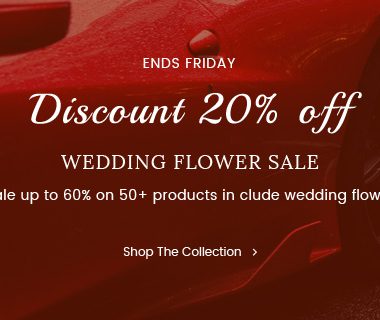 ENDS FRIDAY
Discount 20% off
WEDDING FLOWER SALE
ale up to 60% on 50+ products in clude wedding flow
Shop The Collection >